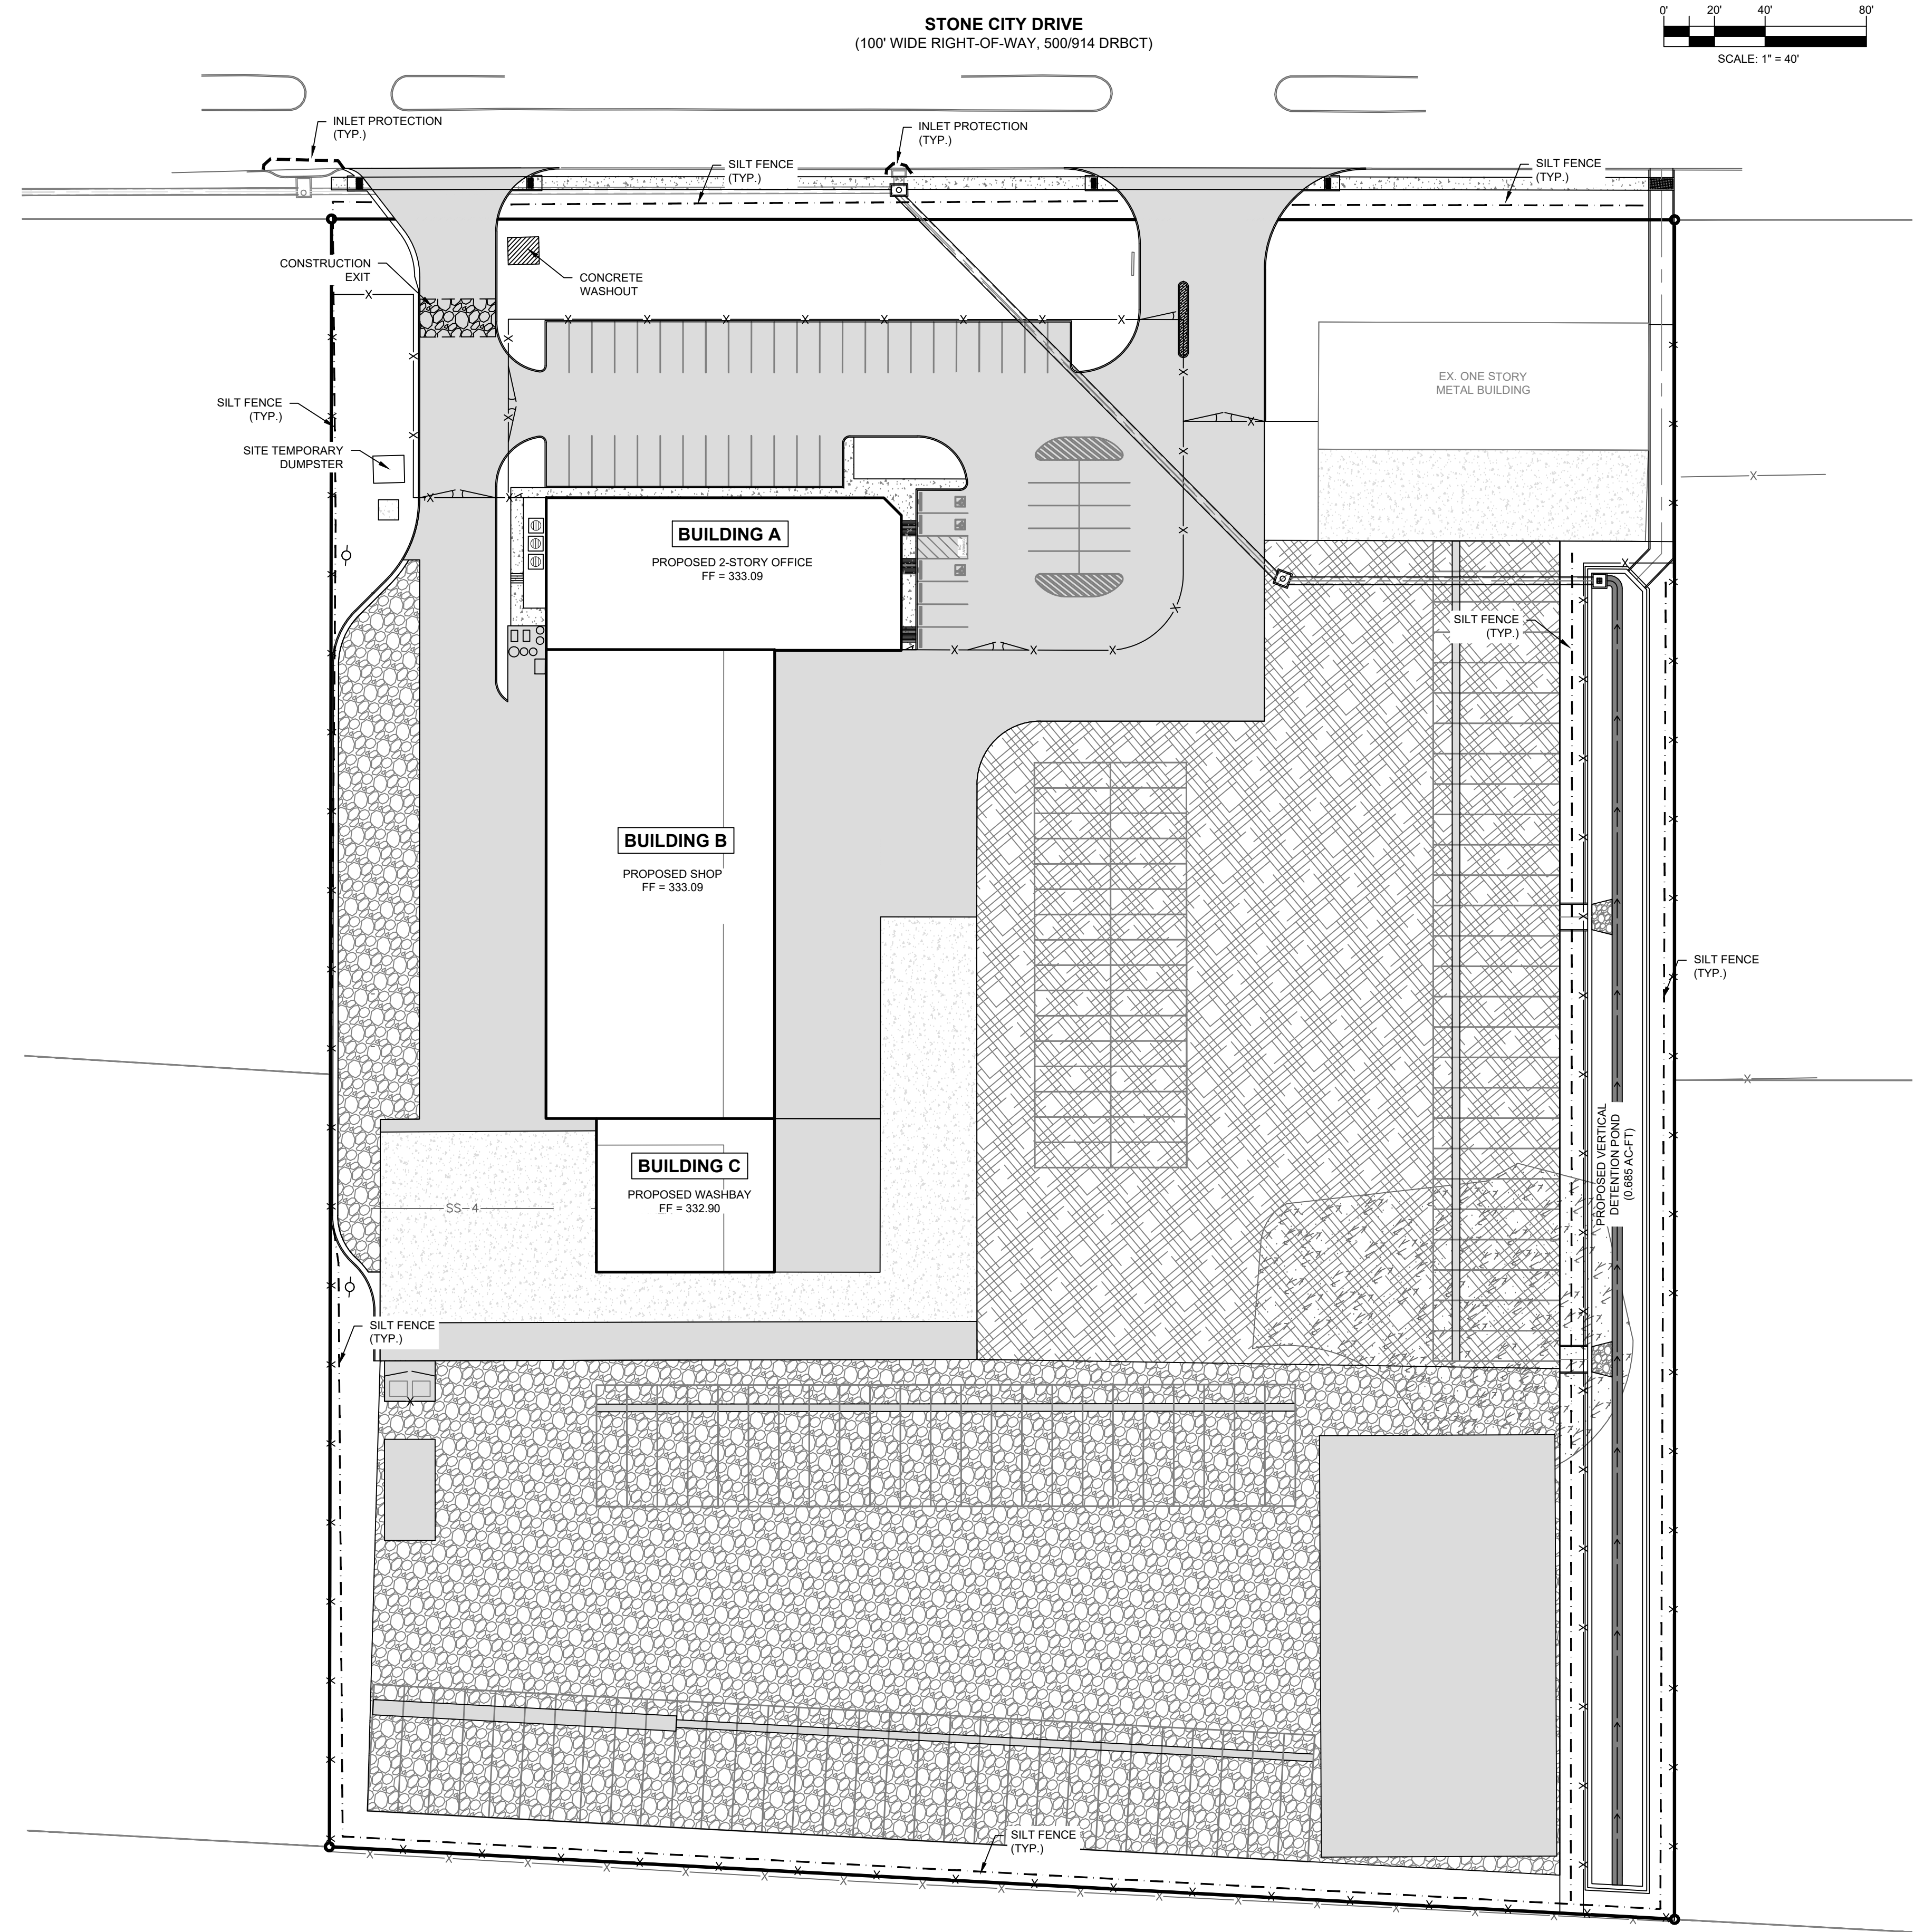 STONE CITY DRIVE
(100' WIDE RIGHT-OF-WAY, 500/914 DRBCT)
0' 20' 40' 80'
SCALE: 1" = 40'
INLET PROTECTION
(TYP.)
INLET PROTECTION
(TYP.)
SILT FENCE
(TYP.)
SILT FENCE
(TYP.)
CONSTRUCTION
EXIT
CONCRETE
WASHOUT
SILT FENCE
(TYP.)
SITE TEMPORARY
DUMPSTER
EX. ONE STORY
METAL BUILDING
BUILDING A
PROPOSED 2-STORY OFFICE
FF = 333.09
SILT FENCE
(TYP.)
BUILDING B
PROPOSED SHOP
FF = 333.09
SILT FENCE
(TYP.)
PROPOSED VERTICAL
DETENTION POND
(0.685 AC-FT)
BUILDING C
PROPOSED WASHBAY
FF = 332.90
SS-4
SILT FENCE
(TYP.)
SILT FENCE
(TYP.)